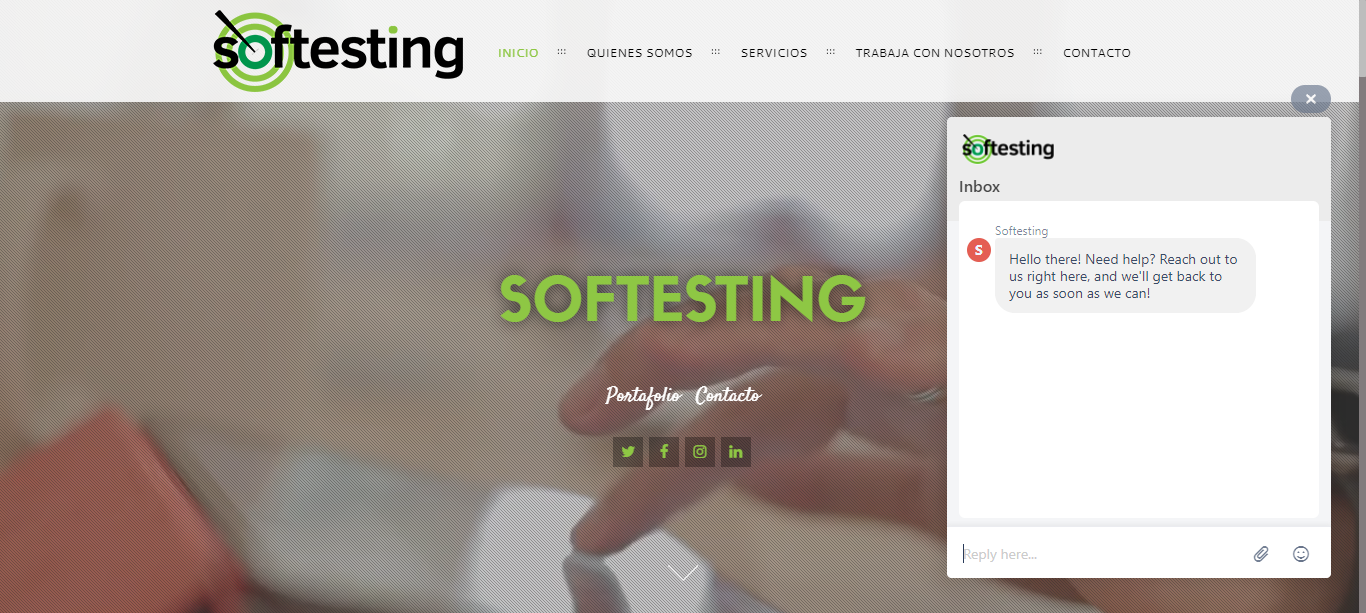 softesting
INICIO ::: QUIENES SOMOS ::: SERVICIOS ::: TRABAJA CON NOSOTROS ::: CONTACTO
SOFTESTING
Portafolio Contacto
softesting
Inbox
Softesting
S
Hello there! Need help? Reach out to
us right here, and we'll get back to
you as soon as we can!
Reply here...